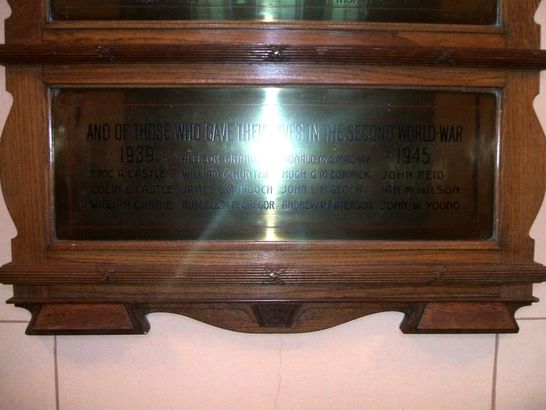 AND OF THOSE WHO GAVE THEIR LIVES IN THE SECOND WORLD-WAR
1939 ALLISON GRAHAM DONALD McG MACKAY 1945
ERIC A CASTLE WILLIAM G HUNTER HUGH G McCORMICK JOHN REID
COLIN E CASTLE JAMES C MURDOCH JOHN L McGEOCH IAN M WILSON
WILLIAM CURRIE RUSSELL M McGREGOR ANDREW P PATERSON JOHN W YOUNG